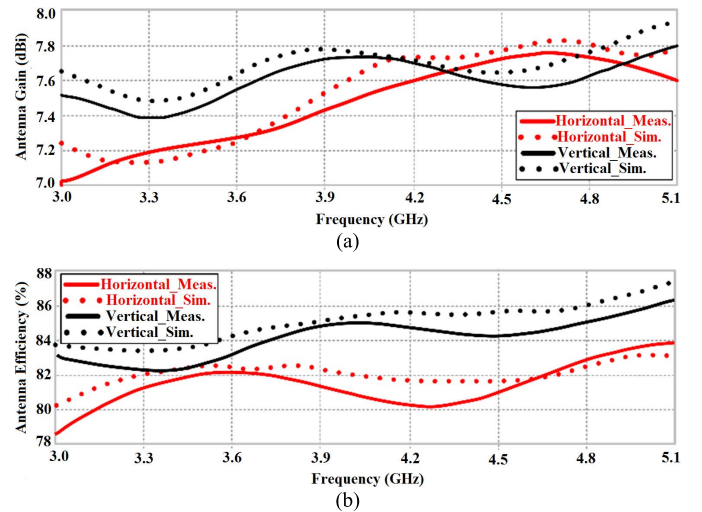 8.0
7.8
7.6
7.4
7.2
7.0
Antenna Gain (dBi)
Horizontal_Meas.
Horizontal_Sim.
Vertical_Meas.
Vertical_Sim.
3.0 3.3 3.6 3.9 4.2 4.5 4.8 5.1
Frequency (GHz)
(a)
88
86
84
82
80
78
Antenna Efficiency (%)
Horizontal_Meas.
Horizontal_Sim.
Vertical_Meas.
Vertical_Sim.
3.0 3.3 3.6 3.9 4.2 4.5 4.8 5.1
Frequency (GHz)
(b)